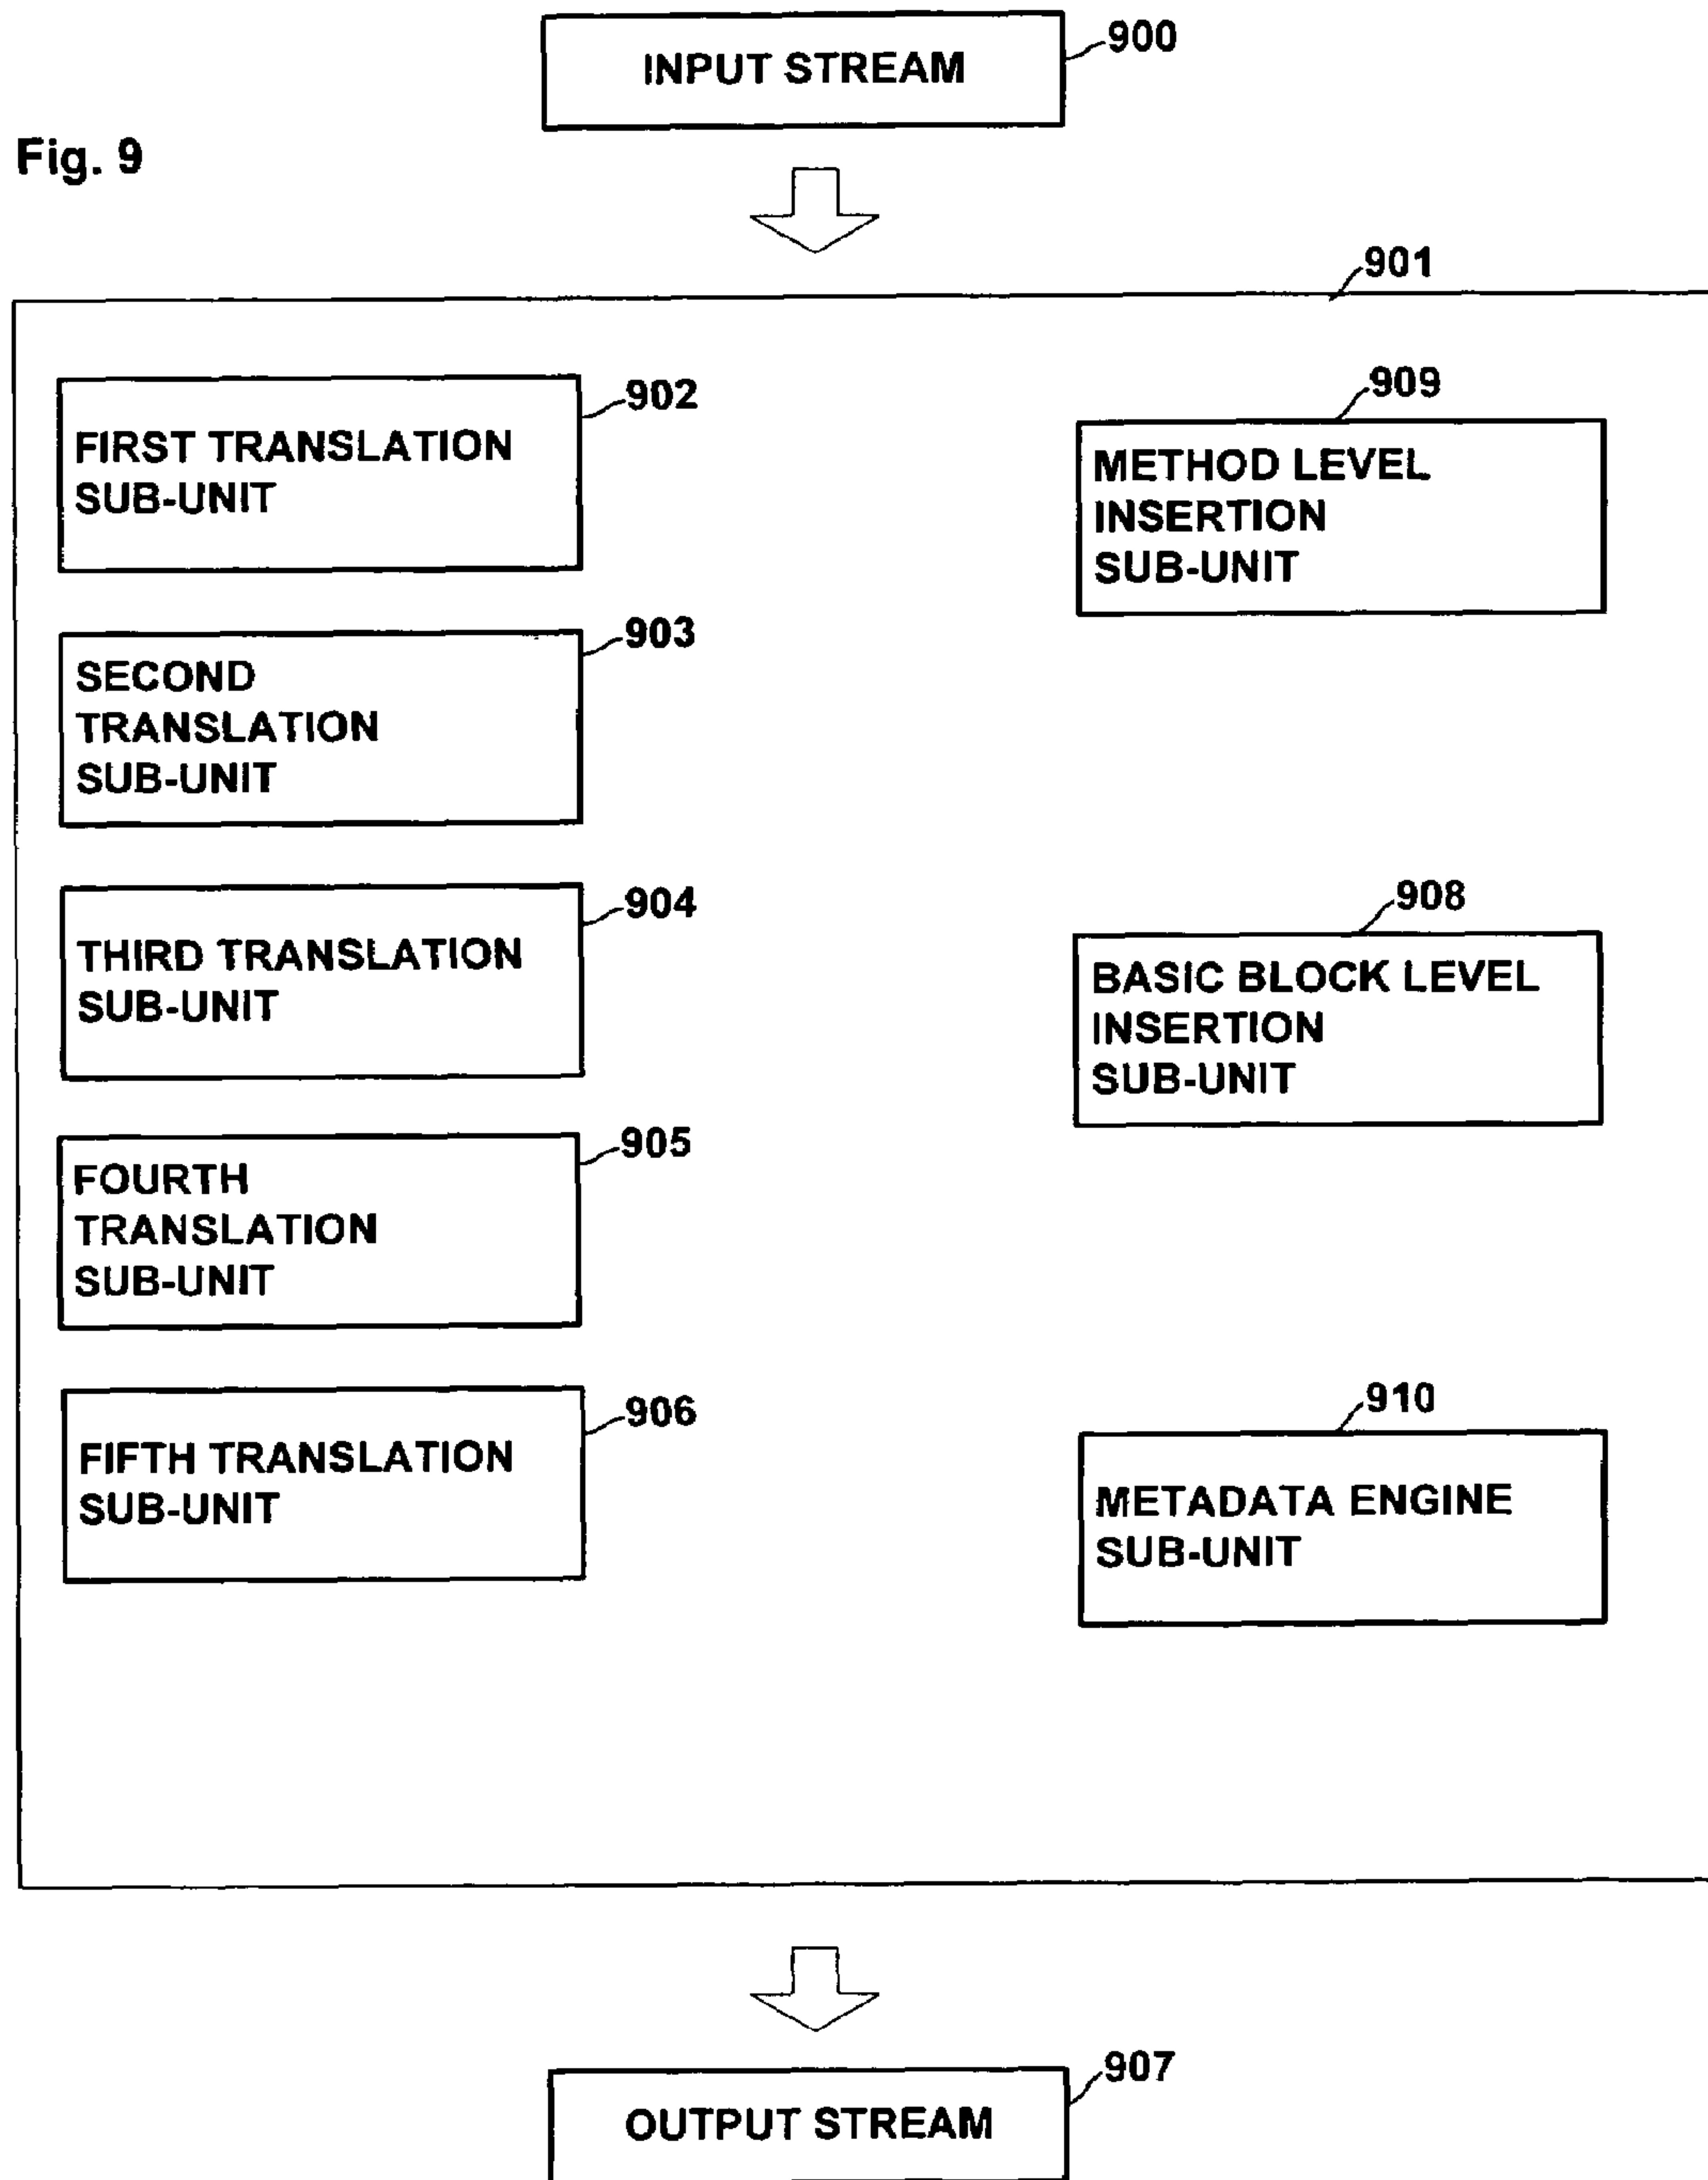 900
INPUT STREAM
Fig. 9
901
902
FIRST TRANSLATION
SUB-UNIT
909
METHOD LEVEL
INSERTION
SUB-UNIT
903
SECOND
TRANSLATION
SUB-UNIT
904
THIRD TRANSLATION
SUB-UNIT
908
BASIC BLOCK LEVEL
INSERTION
SUB-UNIT
905
FOURTH
TRANSLATION
SUB-UNIT
906
FIFTH TRANSLATION
SUB-UNIT
910
METADATA ENGINE
SUB-UNIT
907
OUTPUT STREAM